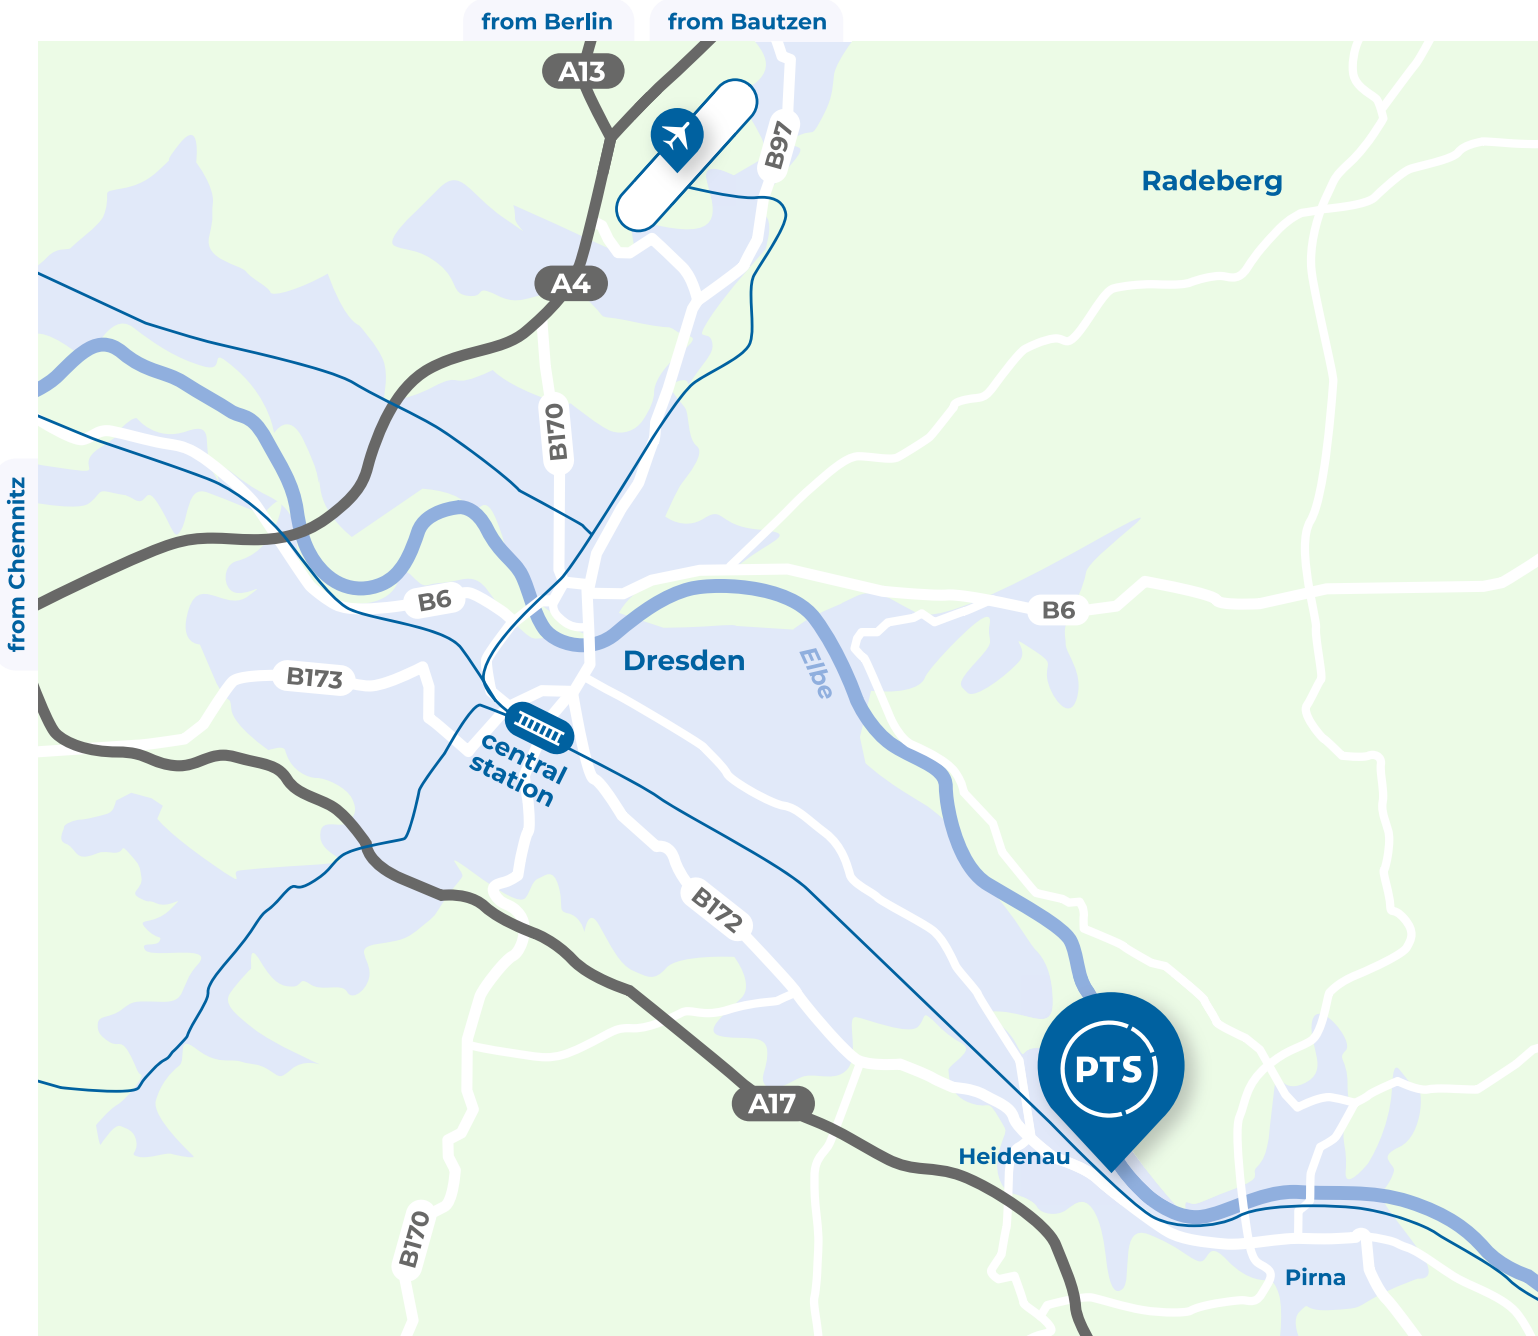 from Berlin
from Bautzen
A13
B97
Radeberg
A4
B170
from Chemnitz
B6
B6
Dresden
Elbe
B173
central
station
B172
PTS
A17
Heidenau
B170
Pirna